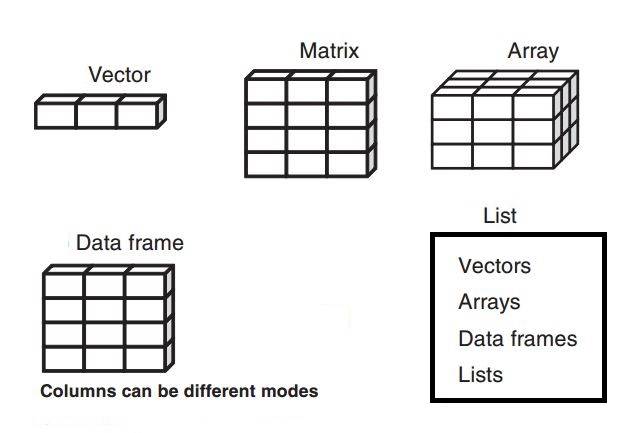 Vector
Matrix
Array
Data frame
Columns can be different modes
List
Vectors
Arrays
Data frames
Lists